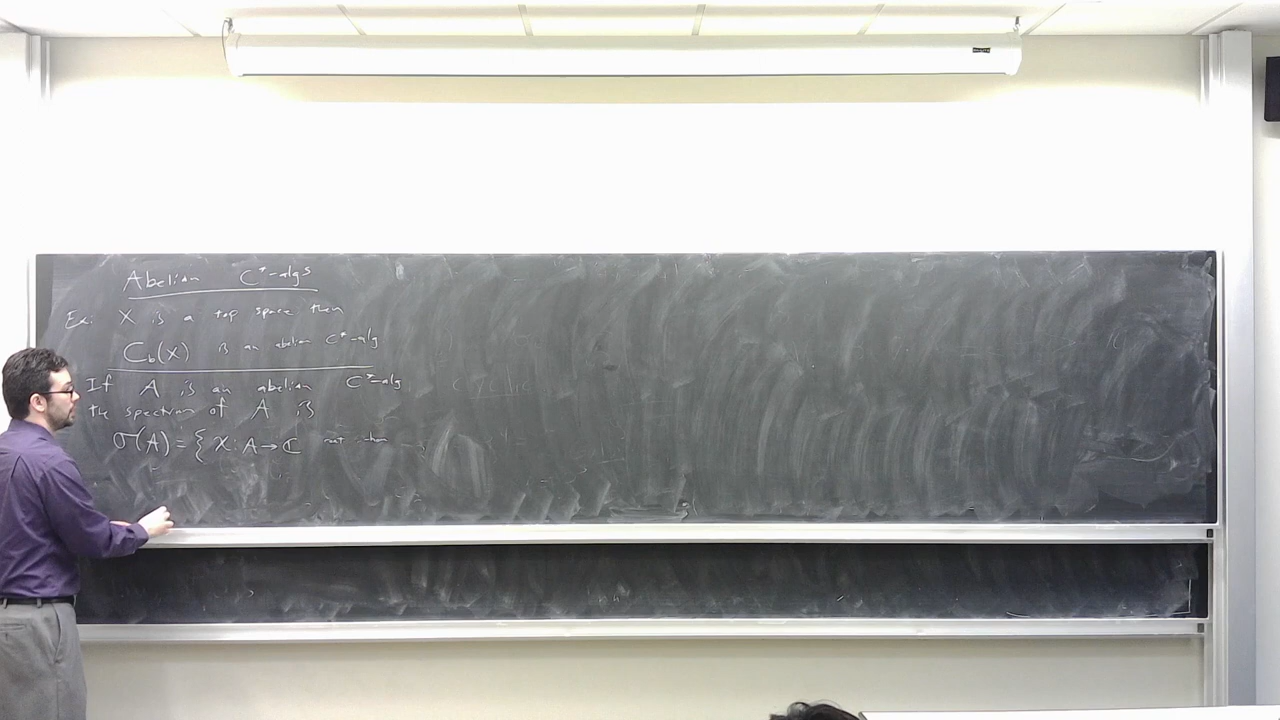 Abelian C*-algs
Ex: X is a top space then
C_b(X) is an abelian C*-alg
If A is an abelian C*-alg
the spectrum of A is
σ(A) = { χ: A → ℂ